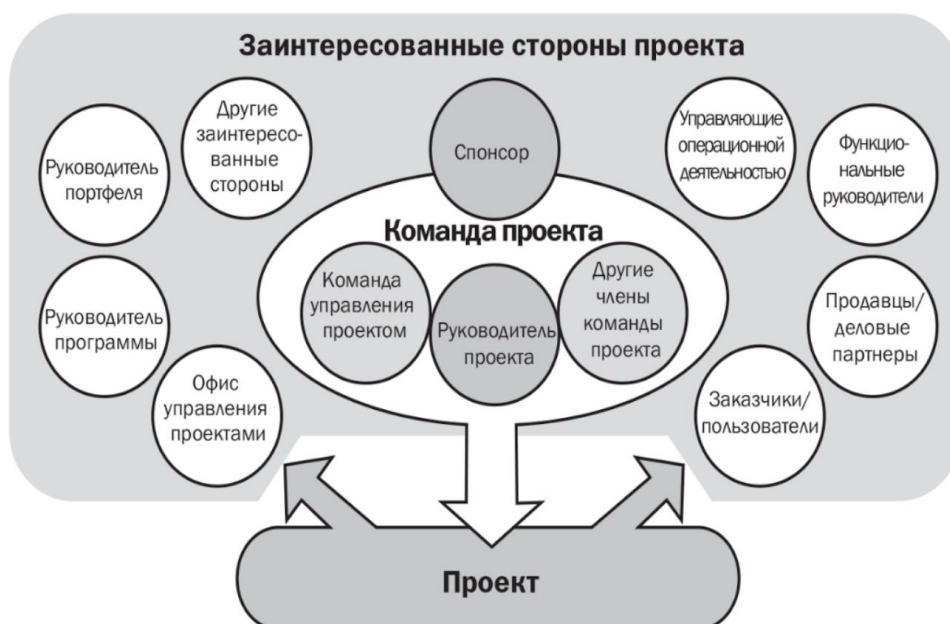 Заинтересованные стороны проекта
Руководитель
портфеля
Другие
заинтересо-
ванные
стороны
Спонсор
Управляющие
операционной
деятельностью
Функцио-
нальные
руководители
Команда проекта
Команда
управления
проектом
Руководитель
проекта
Другие
члены
команды
проекта
Руководитель
программы
Офис
управления
проектами
Продавцы/
деловые
партнеры
Заказчики/
пользователи
Проект